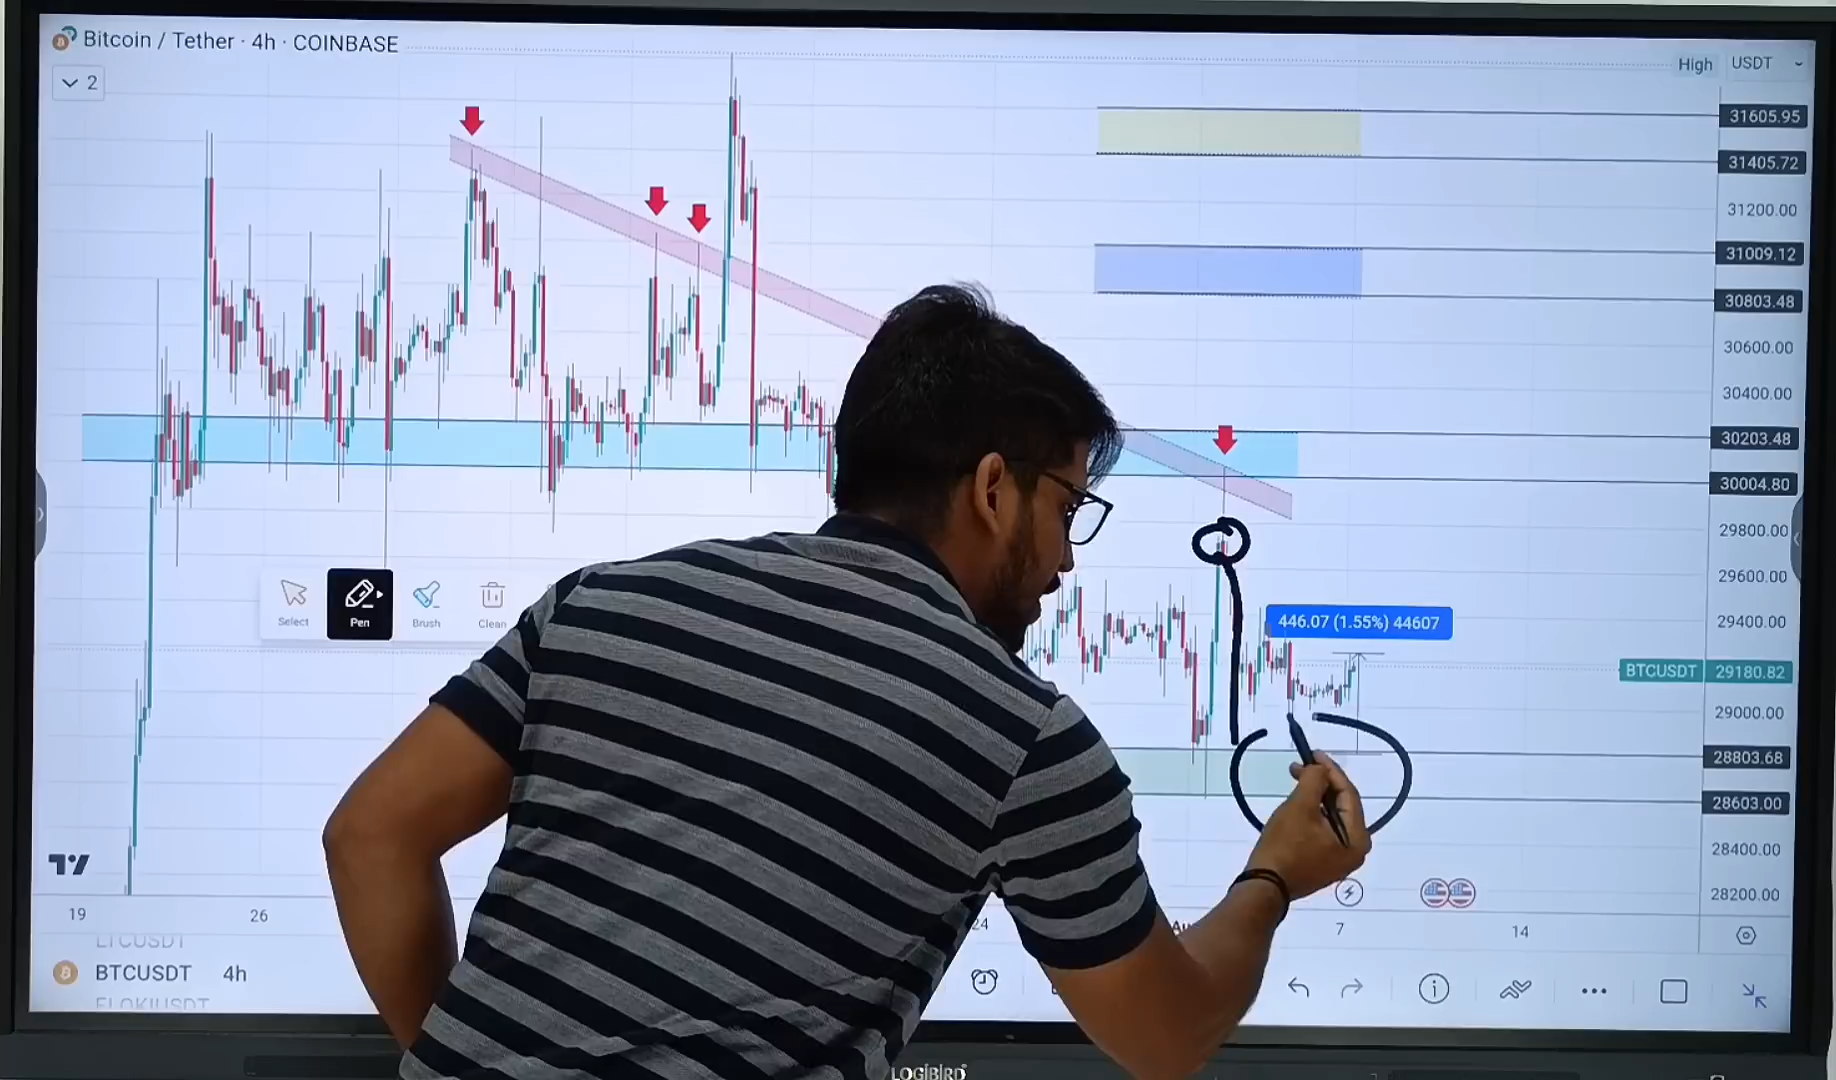 Bitcoin / Tether · 4h · COINBASE
High USDT
2
31605.95
31405.72
31200.00
31009.12
30803.48
30600.00
30400.00
30203.48
30004.80
29800.00
29600.00
Select Pen Brush Clean
446.07 (1.55%) 44607
29400.00
BTCUSDT 29180.82
29000.00
28803.68
28603.00
28400.00
28200.00
19 26 24 Au 7 14
LTCUSDT
BTCUSDT 4h
FLOKIUSDT
LOGIBIRD